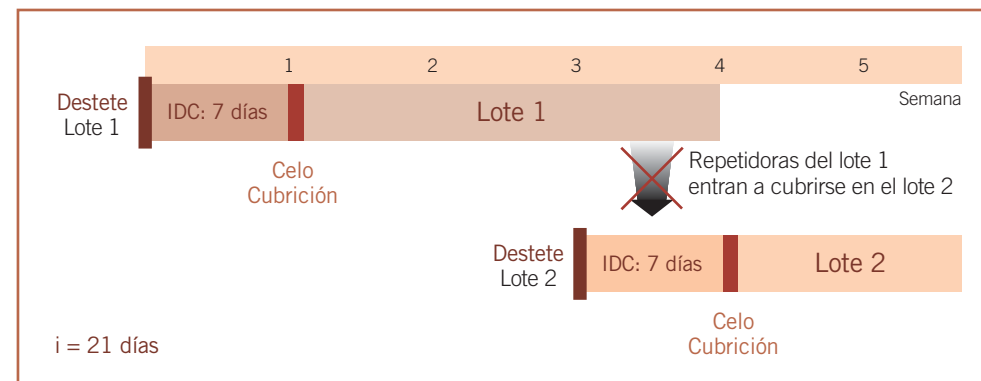 1 2 3 4 5
Semana
Destete
Lote 1
IDC: 7 días
Lote 1
Celo
Cubrición
Repetidoras del lote 1
entran a cubrirse en el lote 2
Destete
Lote 2
IDC: 7 días
Lote 2
Celo
Cubrición
i = 21 días